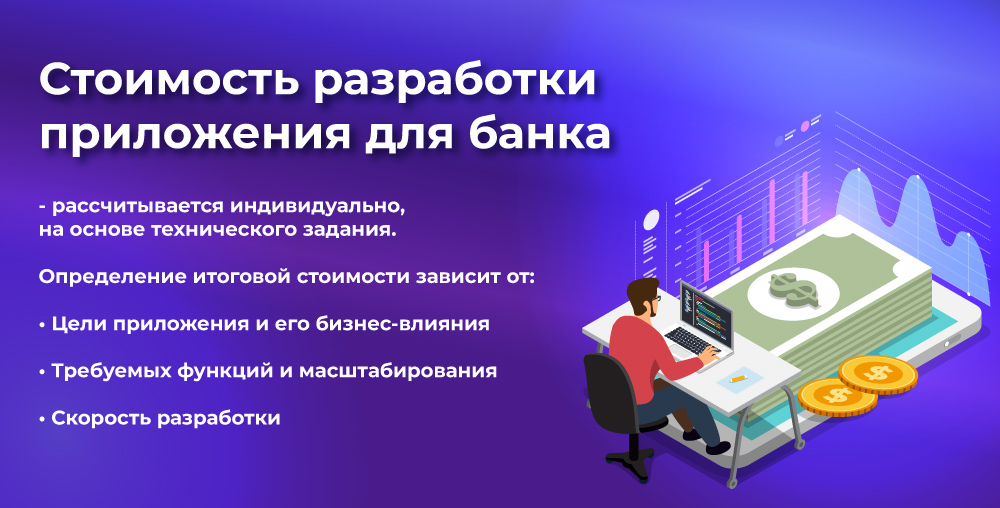 Стоимость разработки
приложения для банка
- рассчитывается индивидуально,
на основе технического задания.
Определение итоговой стоимости зависит от:
• Цели приложения и его бизнес-влияния
• Требуемых функций и масштабирования
• Скорость разработки